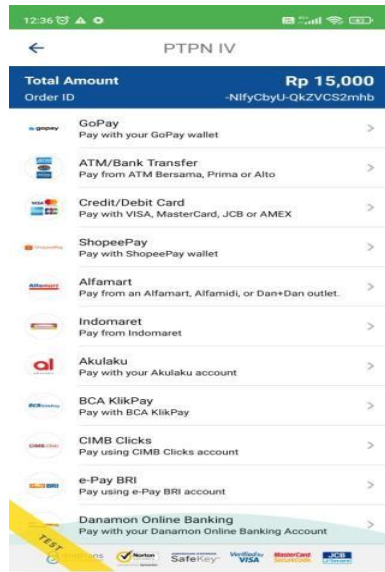 12:36
PTPN IV
Total Amount
Rp 15,000
Order ID
-NlfyCbyU-QkZVCS2mhb
gopay
GoPay
Pay with your GoPay wallet
ATM/Bank Transfer
Pay from ATM Bersama, Prima or Alto
VISA
Credit/Debit Card
Pay with VISA, MasterCard, JCB or AMEX
ShopeePay
ShopeePay
Pay with ShopeePay wallet
Alfamart
Alfamart
Pay from an Alfamart, Alfamidi, or Dan+Dan outlet.
Indomaret
Pay from Indomaret
al
Akulaku
Pay with your Akulaku account
BCA KlikPay
Pay with BCA KlikPay
CIMB Clicks
Pay using CIMB Clicks account
BRI
e-Pay BRI
Pay using e-Pay BRI account
Danamon Online Banking
Pay with your Danamon Online Banking Account
TEST
Norton
SafeKey
Verified by
VISA
MasterCard
SecureCode
JCB